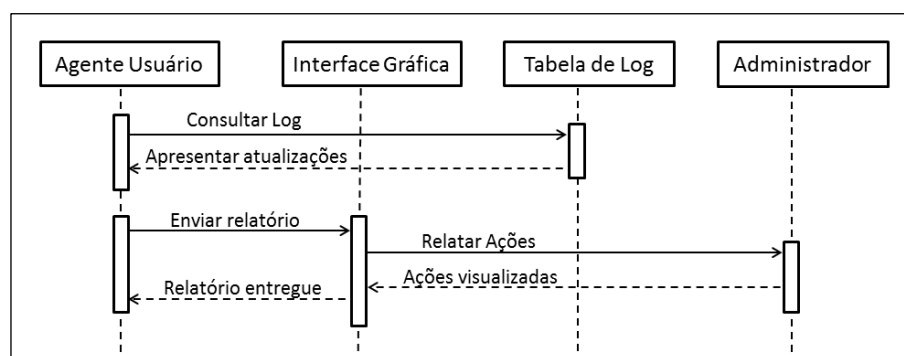 Agente Usuário
Interface Gráfica
Tabela de Log
Administrador
Consultar Log
Apresentar atualizações
Enviar relatório
Relatar Ações
Ações visualizadas
Relatório entregue